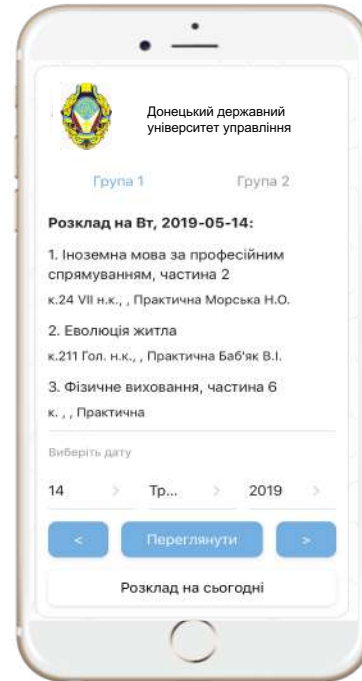 Донецький державний
університет управління
Група 1 Група 2
Розклад на Вт, 2019-05-14:
1. Іноземна мова за професійним
спрямуванням, частина 2
к.24 VII н.к., , Практична Морська Н.О.
2. Еволюція житла
к.211 Гол. н.к., , Практична Баб'як В.І.
3. Фізичне виховання, частина 6
к. , , Практична
Виберіть дату
14 > Тр... > 2019 >
< Переглянути >
Розклад на сьогодні